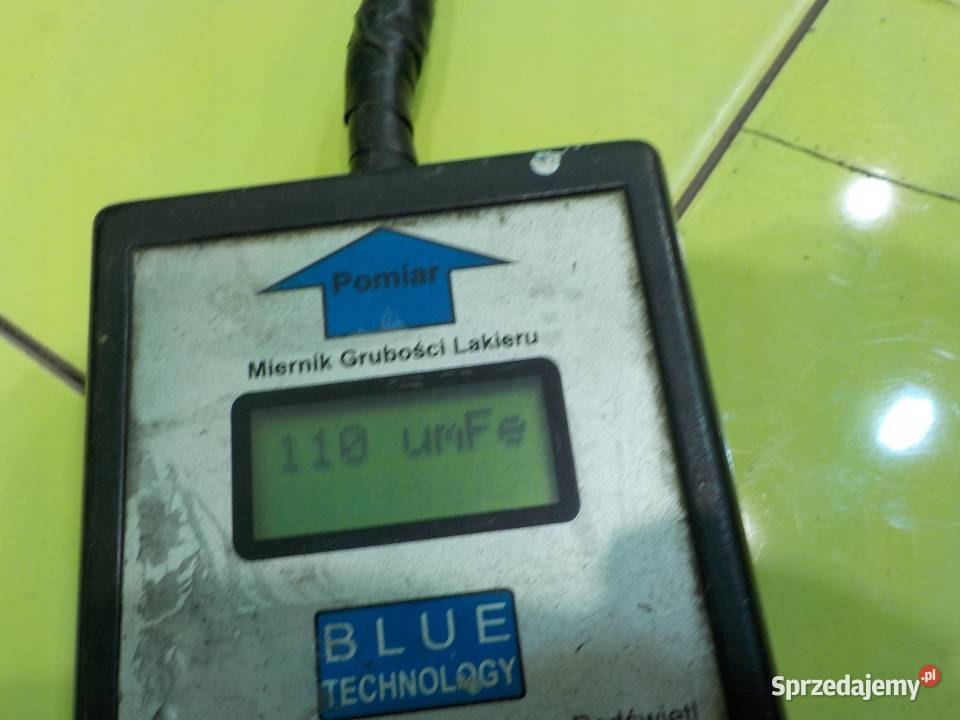 Pomiar
Miernik Grubości Lakieru
110 umFe
BLUE
TECHNOLOGY
Sprzedajemy.pl